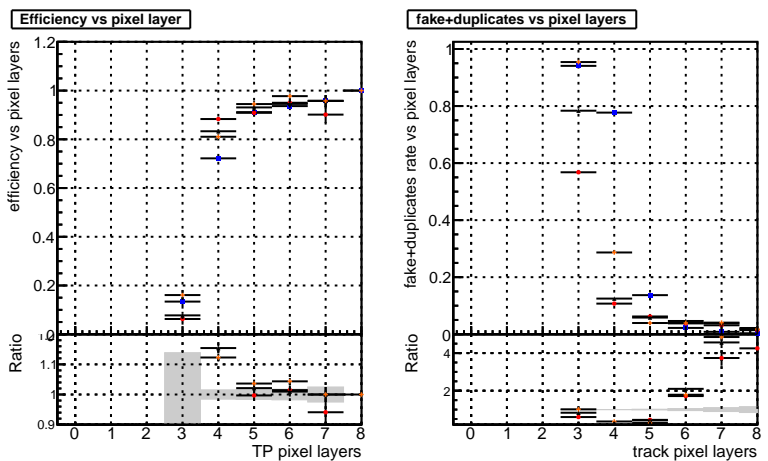 Efficiency vs pixel layer
efficiency vs pixel layers
1.2
1
0.8
0.6
0.4
0.2
0
Ratio
1.2
1.1
1
0.9
0 1 2 3 4 5 6 7 8
TP pixel layers
fake+duplicates vs pixel layers
fake+duplicates rate vs pixel layers
1
0.8
0.6
0.4
0.2
0
Ratio
4
2
0 1 2 3 4 5 6 7 8
track pixel layers